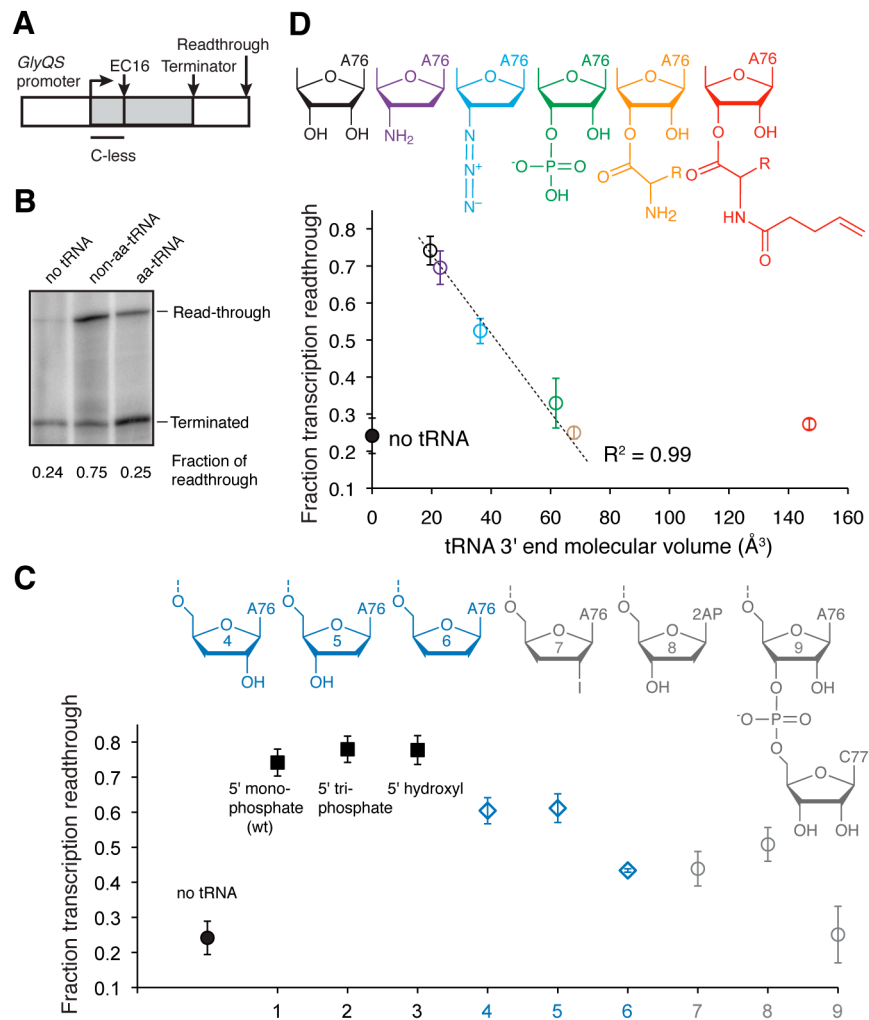 A
GlyQS
promoter
EC16
Readthrough
Terminator
C-less
B
no tRNA
non-aa-tRNA
aa-tRNA
Read-through
Terminated
0.24 0.75 0.25
Fraction of
readthrough
D
A76 A76 A76 A76 A76 A76
O O O O O O
OH OH
NH2
N
N+
N−
O OH
-O P O
OH
O OH
O R
NH2
O OH
O R
HN
O
Fraction transcription readthrough
0.8
0.7
0.6
0.5
0.4
0.3
0.2
0.1
no tRNA
R² = 0.99
0 20 40 60 80 100 120 140 160
tRNA 3' end molecular volume (Å³)
C
O A76
O
4
OH
O A76
O
5
OH
O A76
O
6
O A76
O
7
I
O 2AP
O
8
OH
O A76
O
9
O OH
-O P O
O
C77
O
OH OH
Fraction transcription readthrough
0.8
0.7
0.6
0.5
0.4
0.3
0.2
0.1
no tRNA
5' mono-
phosphate
(wt)
5' tri-
phosphate
5' hydroxyl
1 2 3 4 5 6 7 8 9